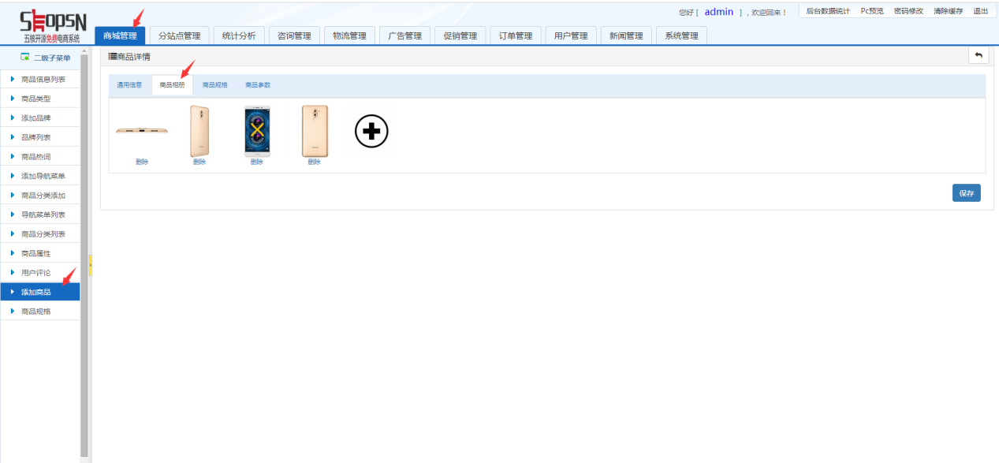 SHOPSN
五核开源免费电商系统
您好 [ admin ] , 欢迎回来！
后台数据统计 Pc预览 密码修改 清除缓存 退出
商城管理 分站点管理 统计分析 咨询管理 物流管理 广告管理 促销管理 订单管理 用户管理 新闻管理 系统管理
二级子菜单
商品信息列表
商品类型
添加品牌
品牌列表
商品热词
添加导航菜单
商品分类添加
导航菜单列表
商品分类列表
商品属性
用户评论
添加商品
商品规格
商品详情
通用信息 商品相册 商品规格 商品参数
删除 删除 删除 删除
保存